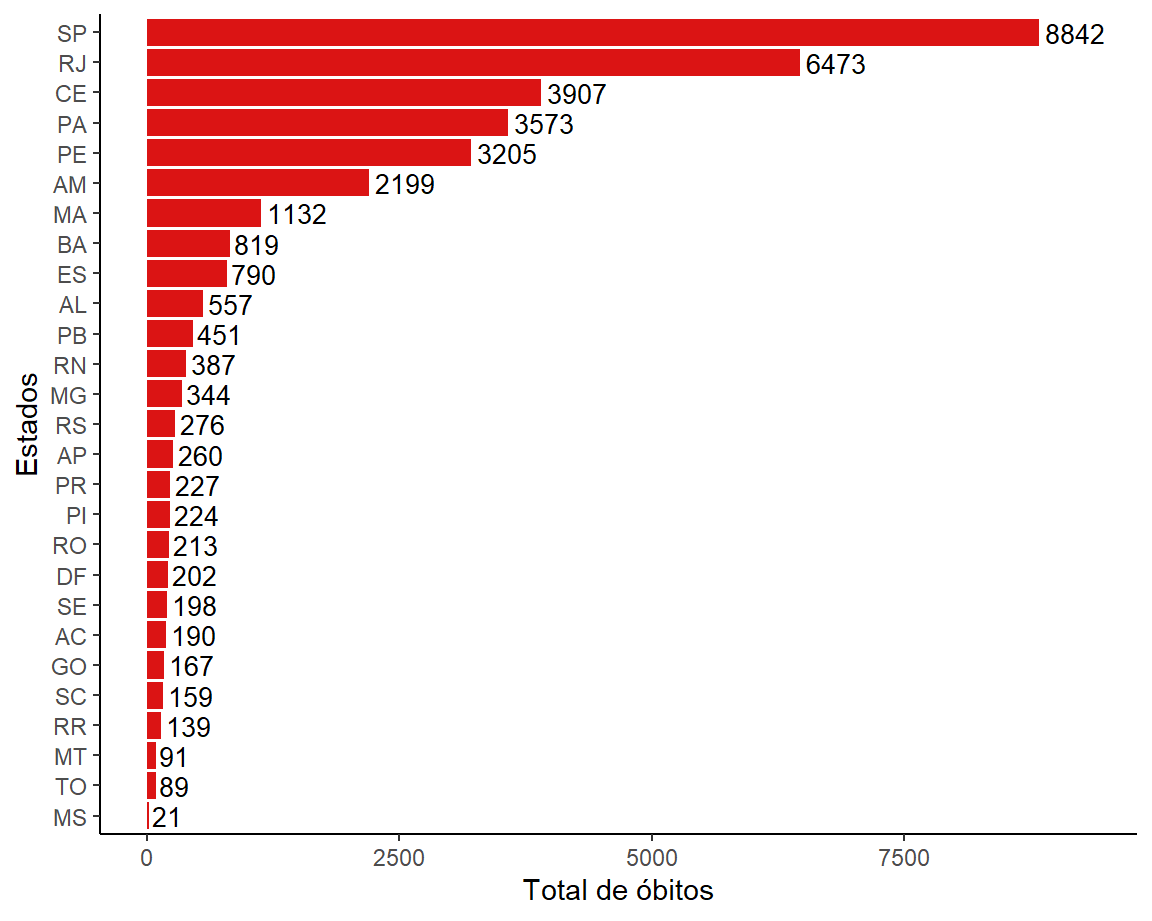 SP 8842
RJ 6473
CE 3907
PA 3573
PE 3205
AM 2199
MA 1132
BA 819
ES 790
AL 557
PB 451
RN 387
MG 344
RS 276
AP 260
PR 227
PI 224
RO 213
DF 202
SE 198
AC 190
GO 167
SC 159
RR 139
MT 91
TO 89
MS 21
Estados
0 2500 5000 7500
Total de óbitos